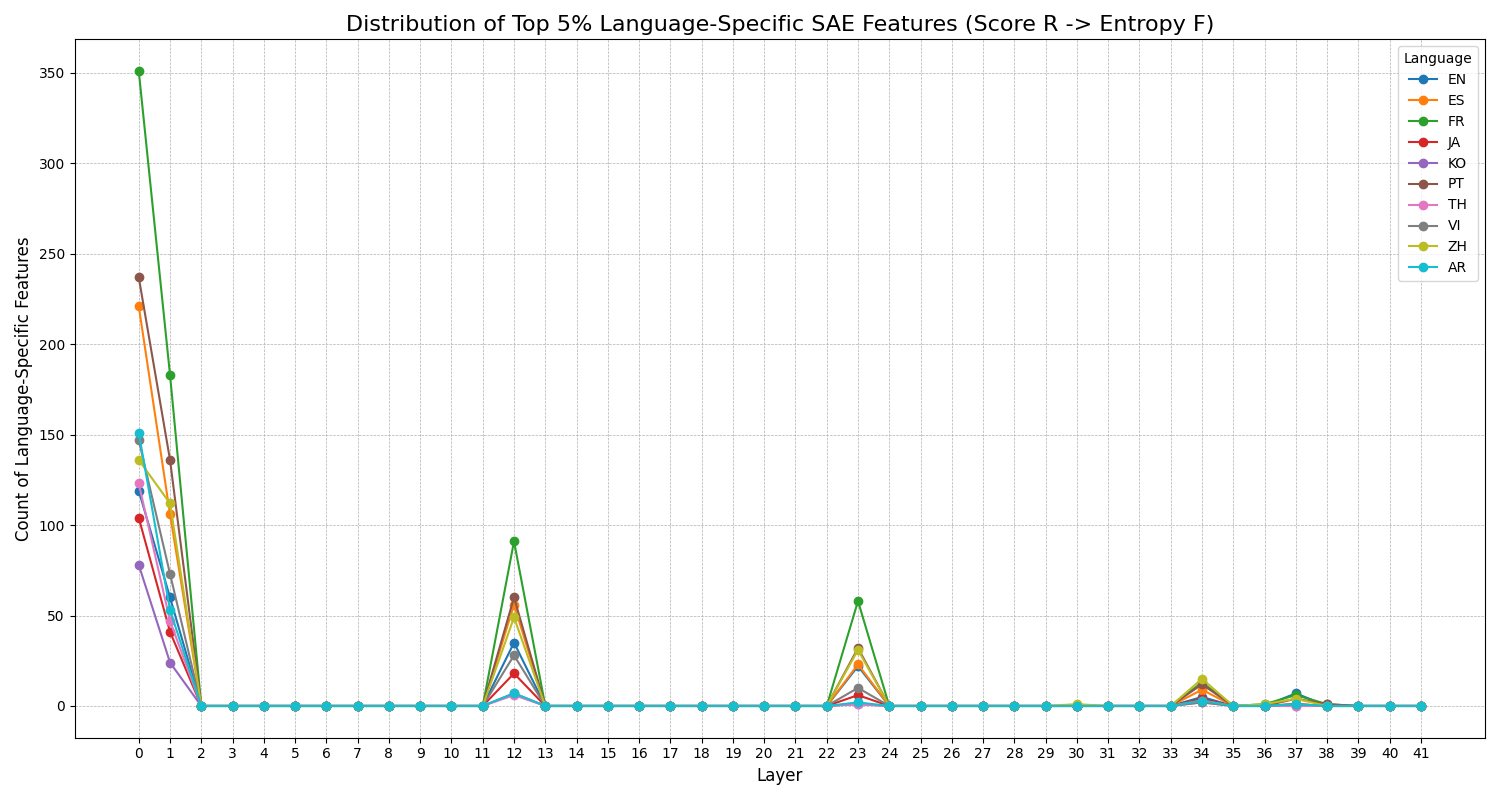 Distribution of Top 5% Language-Specific SAE Features (Score R -> Entropy F)
Count of Language-Specific Features
350
300
250
200
150
100
50
0
Language
EN
ES
FR
JA
KO
PT
TH
VI
ZH
AR
0 1 2 3 4 5 6 7 8 9 10 11 12 13 14 15 16 17 18 19 20 21 22 23 24 25 26 27 28 29 30 31 32 33 34 35 36 37 38 39 40 41
Layer